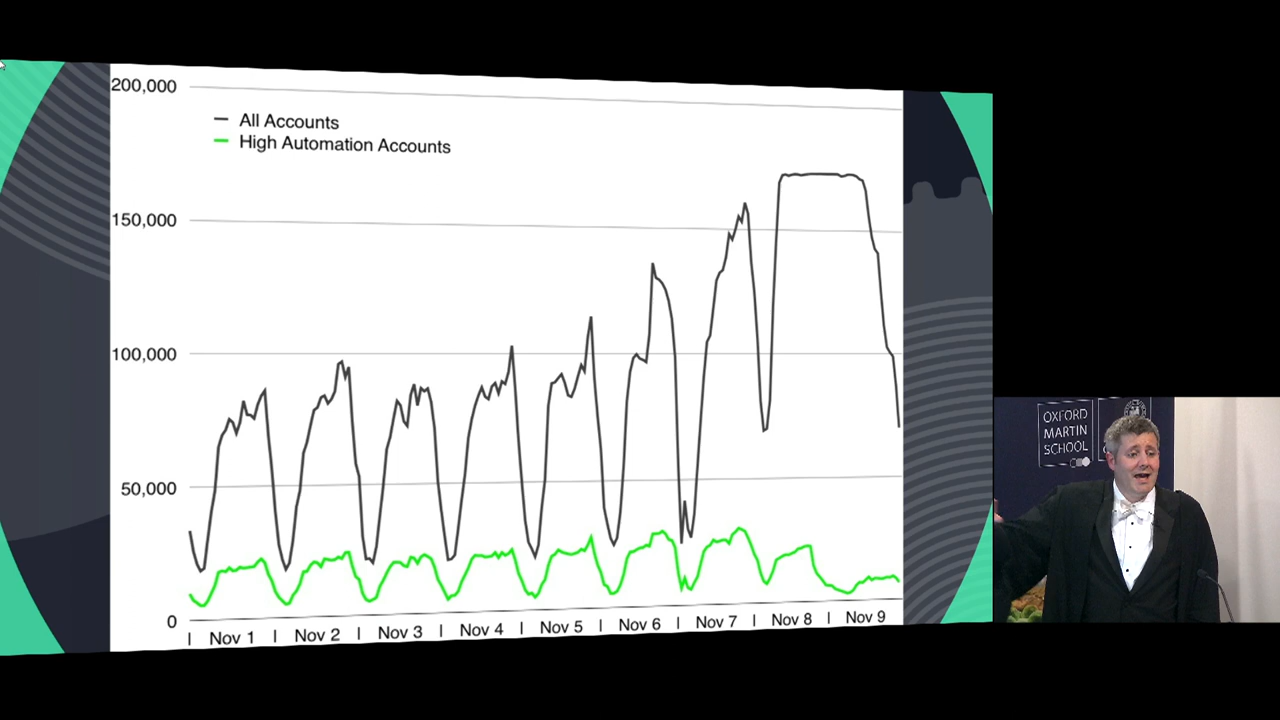 200,000
All Accounts
High Automation Accounts
150,000
100,000
50,000
0
| Nov 1 | Nov 2 | Nov 3 | Nov 4 | Nov 5 | Nov 6 | Nov 7 | Nov 8 | Nov 9
OXFORD
MARTIN
SCHOOL